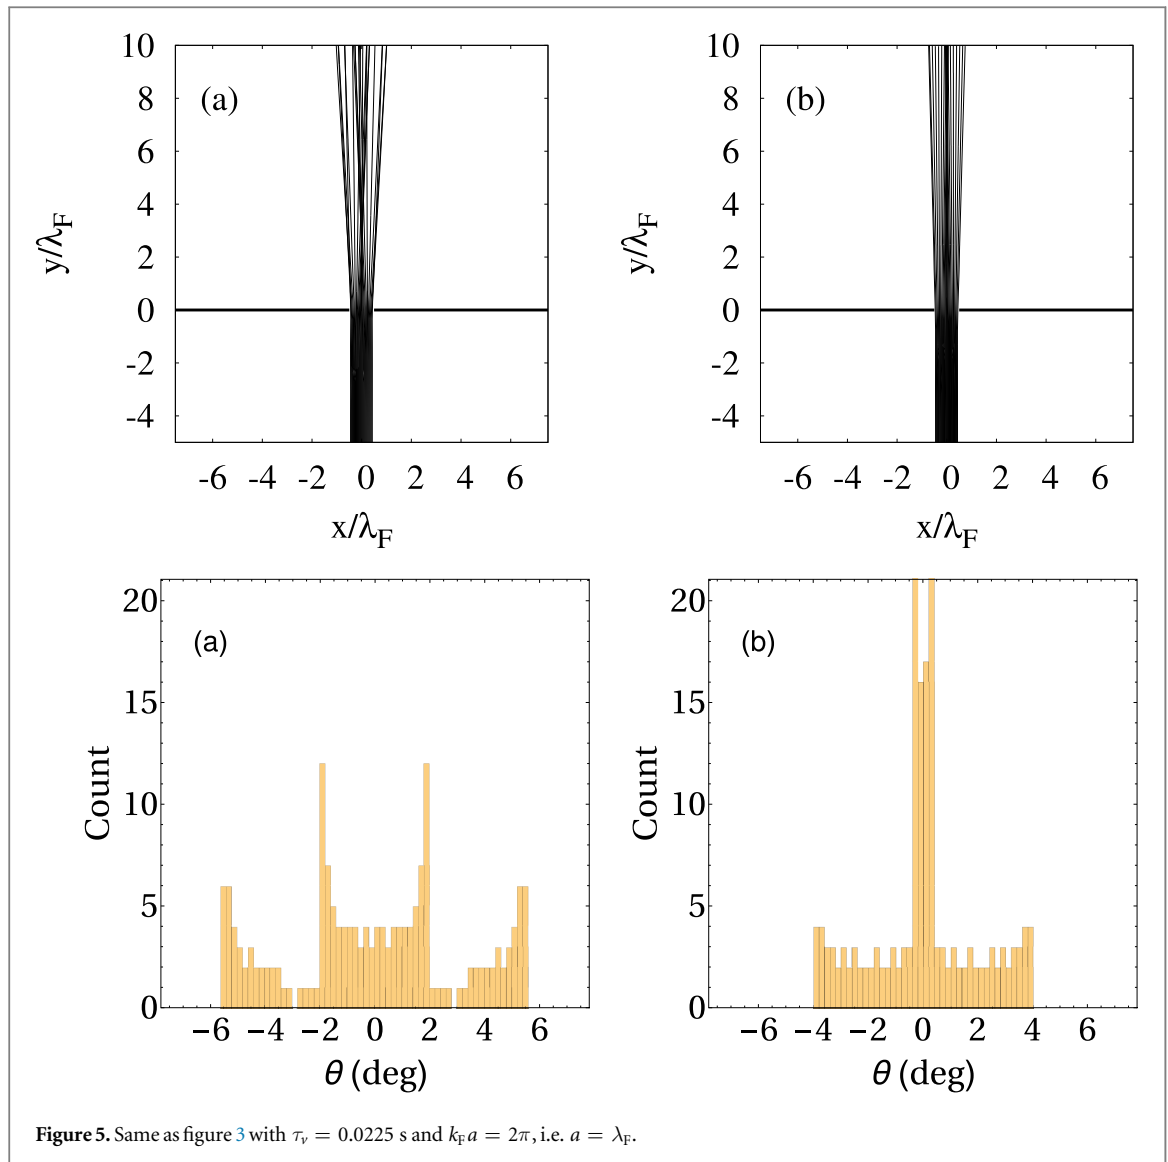 10
8
6
4
2
0
-2
-4
(a)
y/λF
-6 -4 -2 0 2 4 6
x/λF
10
8
6
4
2
0
-2
-4
(b)
y/λF
-6 -4 -2 0 2 4 6
x/λF
20
15
10
5
0
(a)
Count
−6 −4 −2 0 2 4 6
θ (deg)
20
15
10
5
0
(b)
Count
−6 −4 −2 0 2 4 6
θ (deg)
Figure 5. Same as figure 3 with τν = 0.0225 s and kFa = 2π, i.e. a = λF.